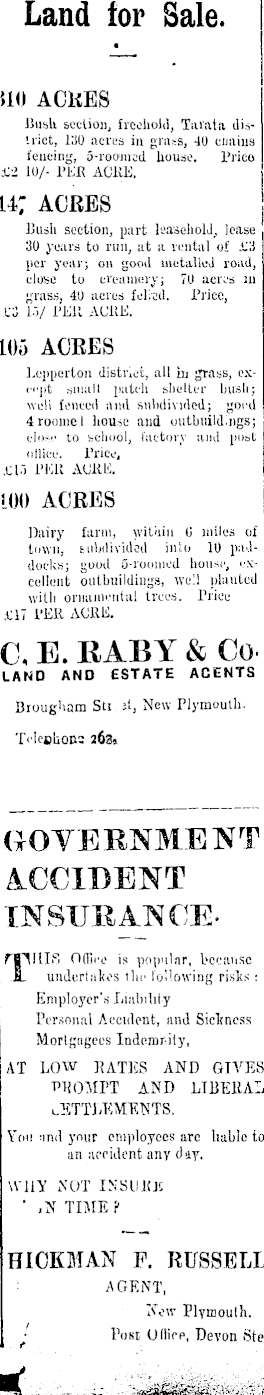 Land for Sale.
310 ACRES
Bush section, freehold, Tarata dis-
trict, 130 acres in grass, 40 chains
fencing, 5-roomed house. Price
£2 10/- PER ACRE.
147 ACRES
Bush section, part leasehold, lease
30 years to run, at a rental of £3
per year; on good metalled road,
close to creamery; 70 acres in
grass, 40 acres felled. Price,
£3 15/ PER ACRE.
105 ACRES
Lepperton district, all in grass, ex-
cept small patch shelter bush;
well fenced and subdivided; good
4 roomed house and outbuildings;
close to school, factory and post
office. Price,
£15 PER ACRE.
100 ACRES
Dairy farm, within 6 miles of
town, subdivided into 10 pad-
docks; good 5-roomed house, ex-
cellent outbuildings, well planted
with ornamental trees. Price
£17 PER ACRE.
C. E. RABY & Co.
LAND AND ESTATE AGENTS
Brougham St, New Plymouth.
Telephone 263.
GOVERNMENT
ACCIDENT
INSURANCE.
THIS Office is popular, because
undertakes the following risks:
Employer's Liability
Personal Accident, and Sickness
Mortgagees Indemnity,
AT LOW RATES AND GIVES
PROMPT AND LIBERAL
SETTLEMENTS.
You and your employees are liable to
an accident any day.
WHY NOT INSURE
IN TIME?
HICKMAN F. RUSSELL
AGENT,
New Plymouth.
Post Office, Devon Ste